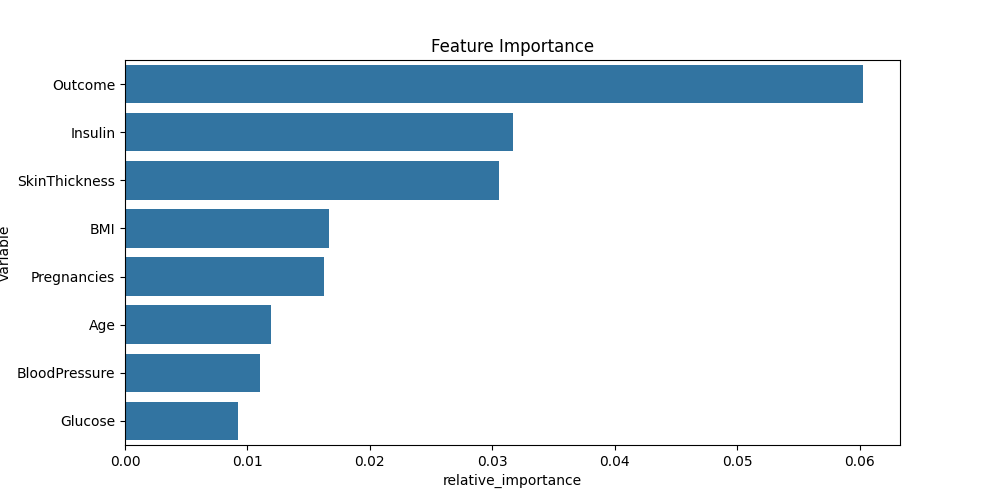 Feature Importance
Outcome
Insulin
SkinThickness
BMI
Pregnancies
Age
BloodPressure
Glucose
Variable
0.00 0.01 0.02 0.03 0.04 0.05 0.06
relative_importance